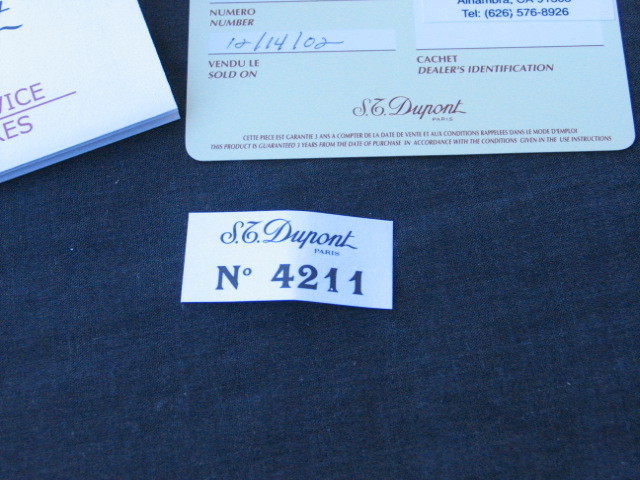 VICE
RES
Alhambra, CA 91803
Tel: (626) 576-8926
NUMERO
NUMBER
12/14/02
VENDU LE
SOLD ON
CACHET
DEALER'S IDENTIFICATION
S.T. Dupont
PARIS
CETTE PIECE EST GARANTIE 3 ANS A COMPTER DE LA DATE DE VENTE ET AUX CONDITIONS RAPPELEES DANS LE MODE D'EMPLOI
THIS PRODUCT IS GUARANTEED 3 YEARS FROM THE DATE OF PURCHASE IN ACCORDANCE WITH THE CONDITIONS GIVEN IN THE USE INSTRUCTIONS
S.T. Dupont
PARIS
Nº 4211